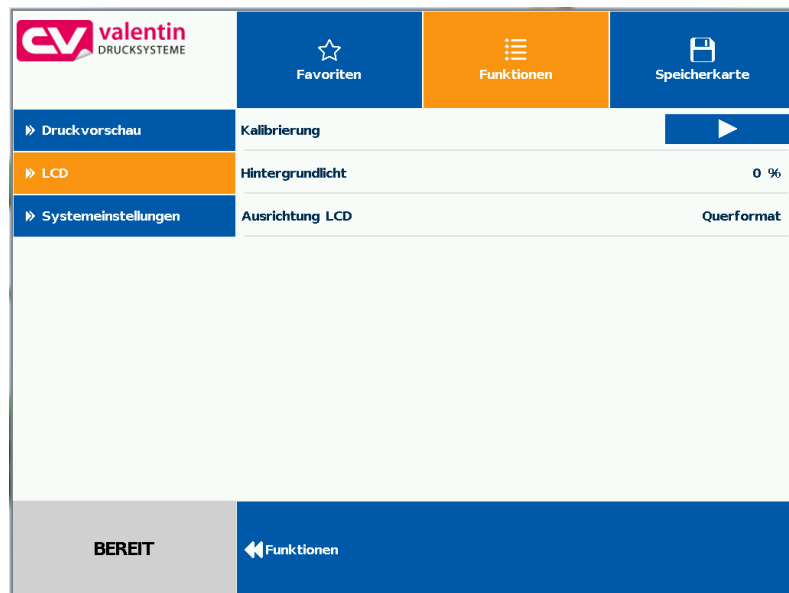 valentin
DRUCKSYSTEME
Favoriten
Funktionen
Speicherkarte
Druckvorschau
Kalibrierung
LCD
Hintergrundlicht 0 %
Systemeinstellungen
Ausrichtung LCD Querformat
BEREIT
Funktionen